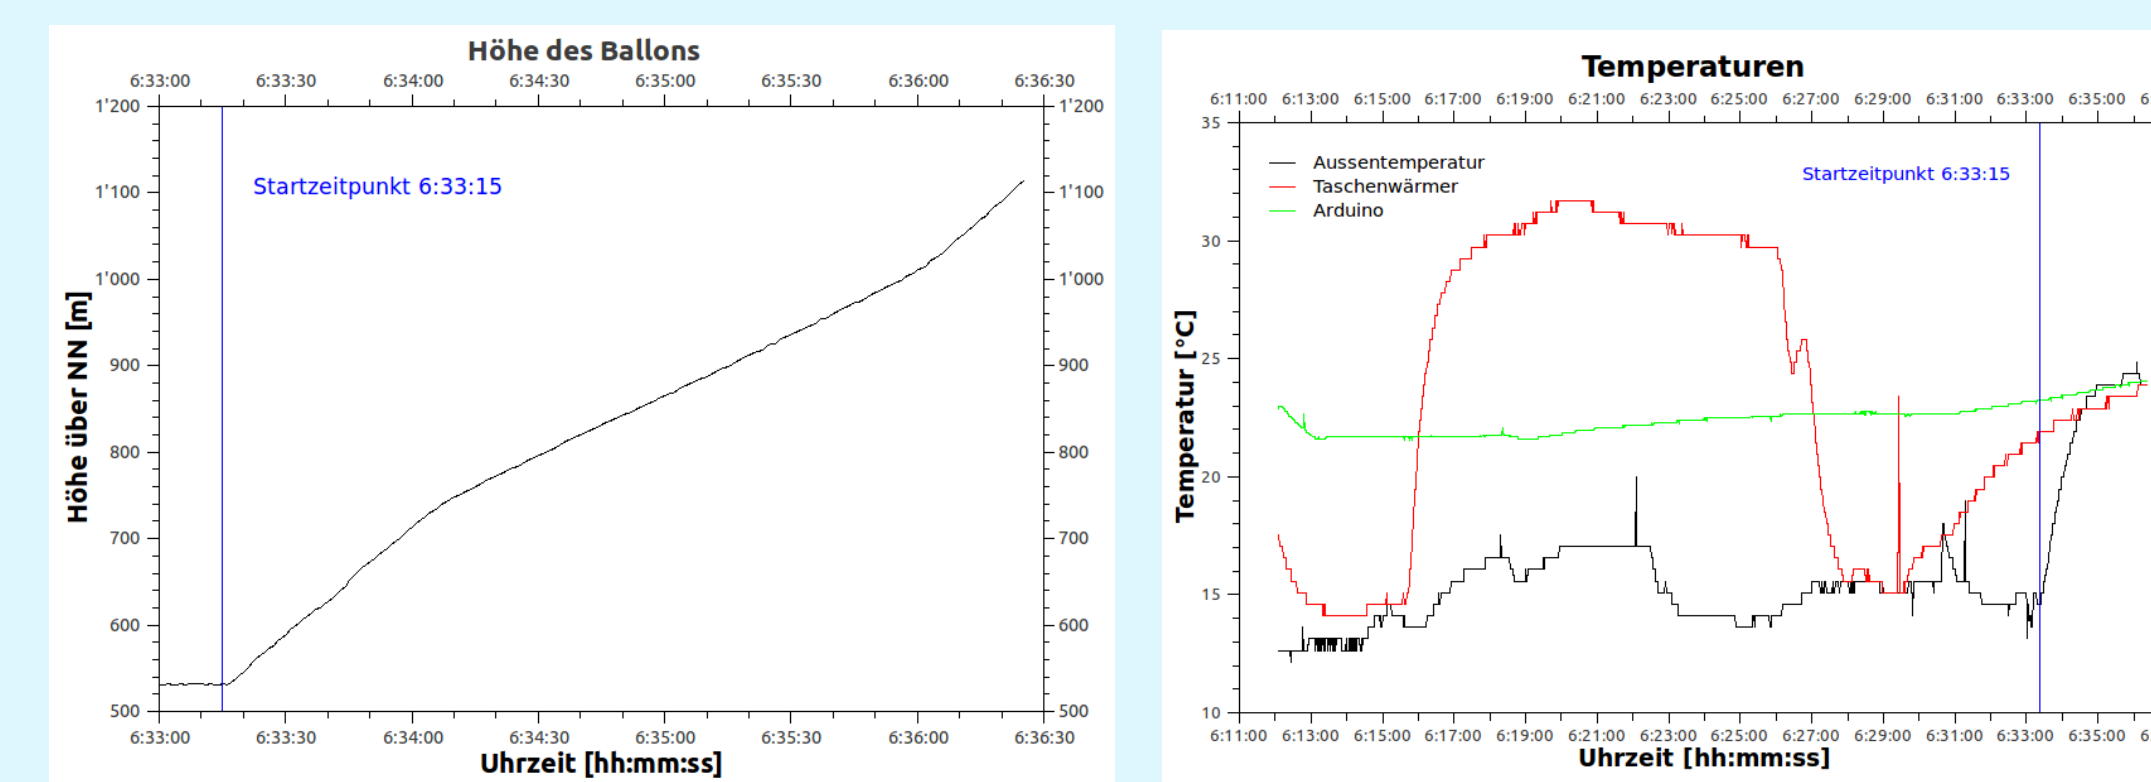 Höhe des Ballons
6:33:00 6:33:30 6:34:00 6:34:30 6:35:00 6:35:30 6:36:00 6:36:30
1'200 1'200
1'100 1'100
1'000 1'000
900 900
800 800
700 700
600 600
500 500
Startzeitpunkt 6:33:15
Höhe über NN [m]
6:33:00 6:33:30 6:34:00 6:34:30 6:35:00 6:35:30 6:36:00 6:36:30
Uhrzeit [hh:mm:ss]
Temperaturen
6:11:00 6:13:00 6:15:00 6:17:00 6:19:00 6:21:00 6:23:00 6:25:00 6:27:00 6:29:00 6:31:00 6:33:00 6:35:00 6:
35
30
25
20
15
10
Aussentemperatur
Taschenwärmer
Arduino
Startzeitpunkt 6:33:15
Temperatur [°C]
6:11:00 6:13:00 6:15:00 6:17:00 6:19:00 6:21:00 6:23:00 6:25:00 6:27:00 6:29:00 6:31:00 6:33:00 6:35:00 6:
Uhrzeit [hh:mm:ss]